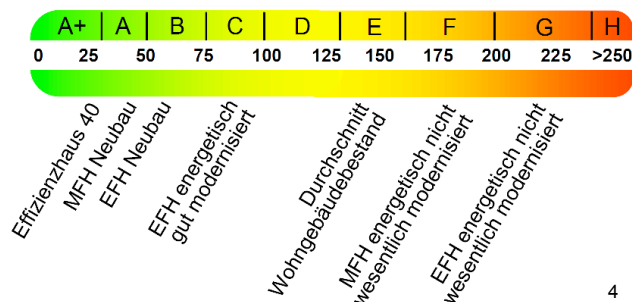 A+ A B C D E F G H
0 25 50 75 100 125 150 175 200 225 >250
Effizienzhaus 40
MFH Neubau
EFH Neubau
EFH energetisch
gut modernisiert
Durchschnitt
Wohngebäudebestand
MFH energetisch nicht
wesentlich modernisiert
EFH energetisch nicht
wesentlich modernisiert
4